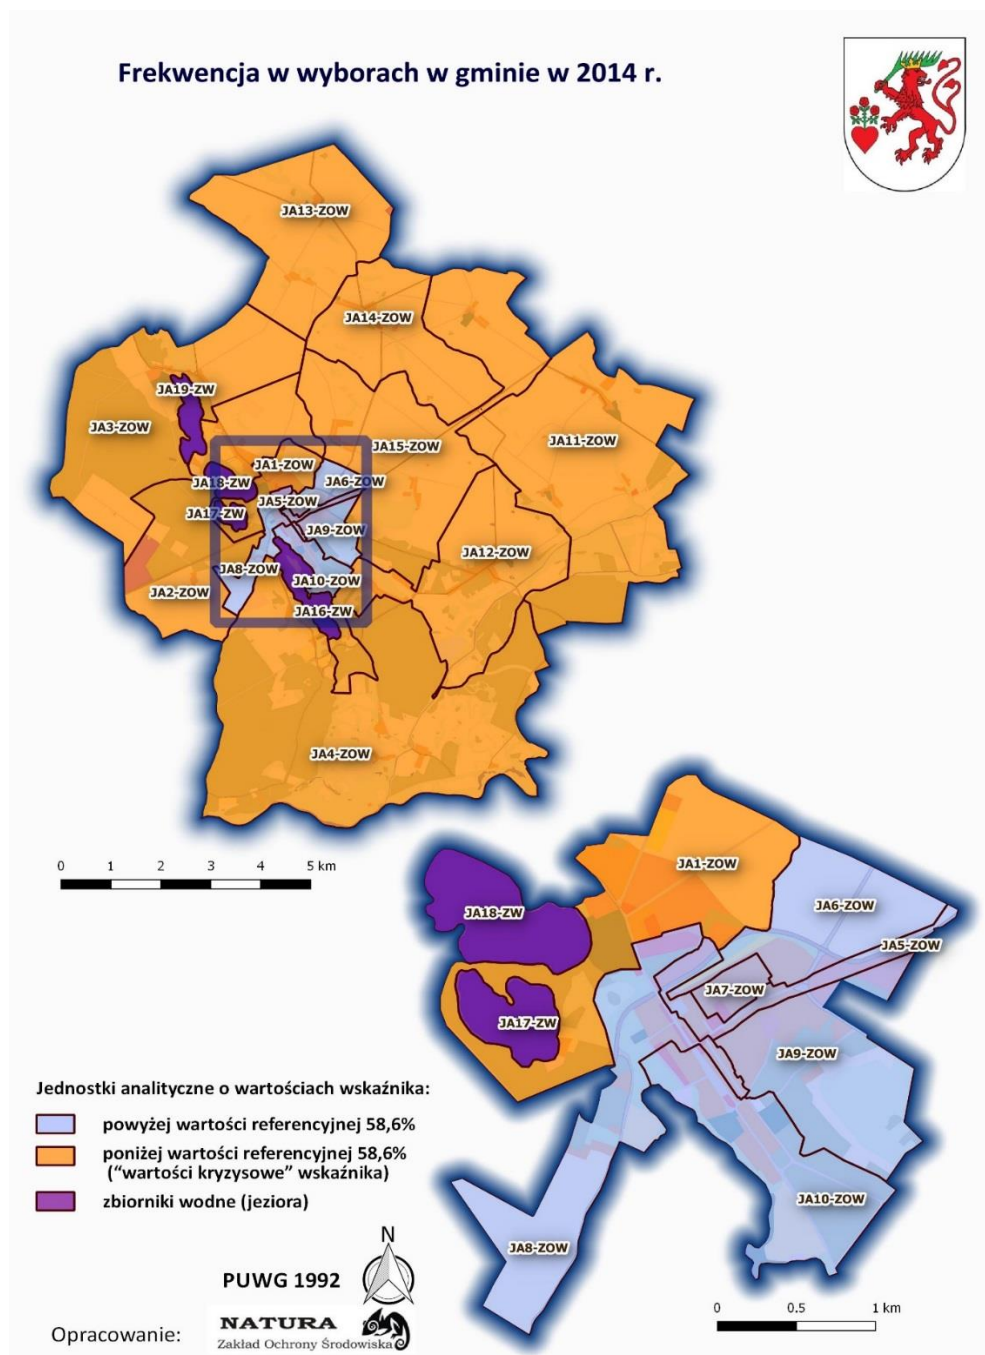 Frekwencja w wyborach w gminie w 2014 r.
JA13-ZOW
JA14-ZOW
JA19-ZW
JA3-ZOW
JA15-ZOW
JA11-ZOW
JA1-ZOW
JA18-ZW
JA6-ZOW
JA5-ZOW
JA17-ZW
JA9-ZOW
JA12-ZOW
JA8-ZOW
JA10-ZOW
JA2-ZOW
JA16-ZW
JA4-ZOW
0 1 2 3 4 5 km
JA1-ZOW
JA18-ZW
JA6-ZOW
JA5-ZOW
JA7-ZOW
JA17-ZW
JA9-ZOW
JA10-ZOW
JA8-ZOW
Jednostki analityczne o wartościach wskaźnika:
powyżej wartości referencyjnej 58,6%
poniżej wartości referencyjnej 58,6%
(“wartości kryzysowe” wskaźnika)
zbiorniki wodne (jeziora)
N
PUWG 1992
0 0.5 1 km
Opracowanie:
NATURA
Zakład Ochrony Środowiska